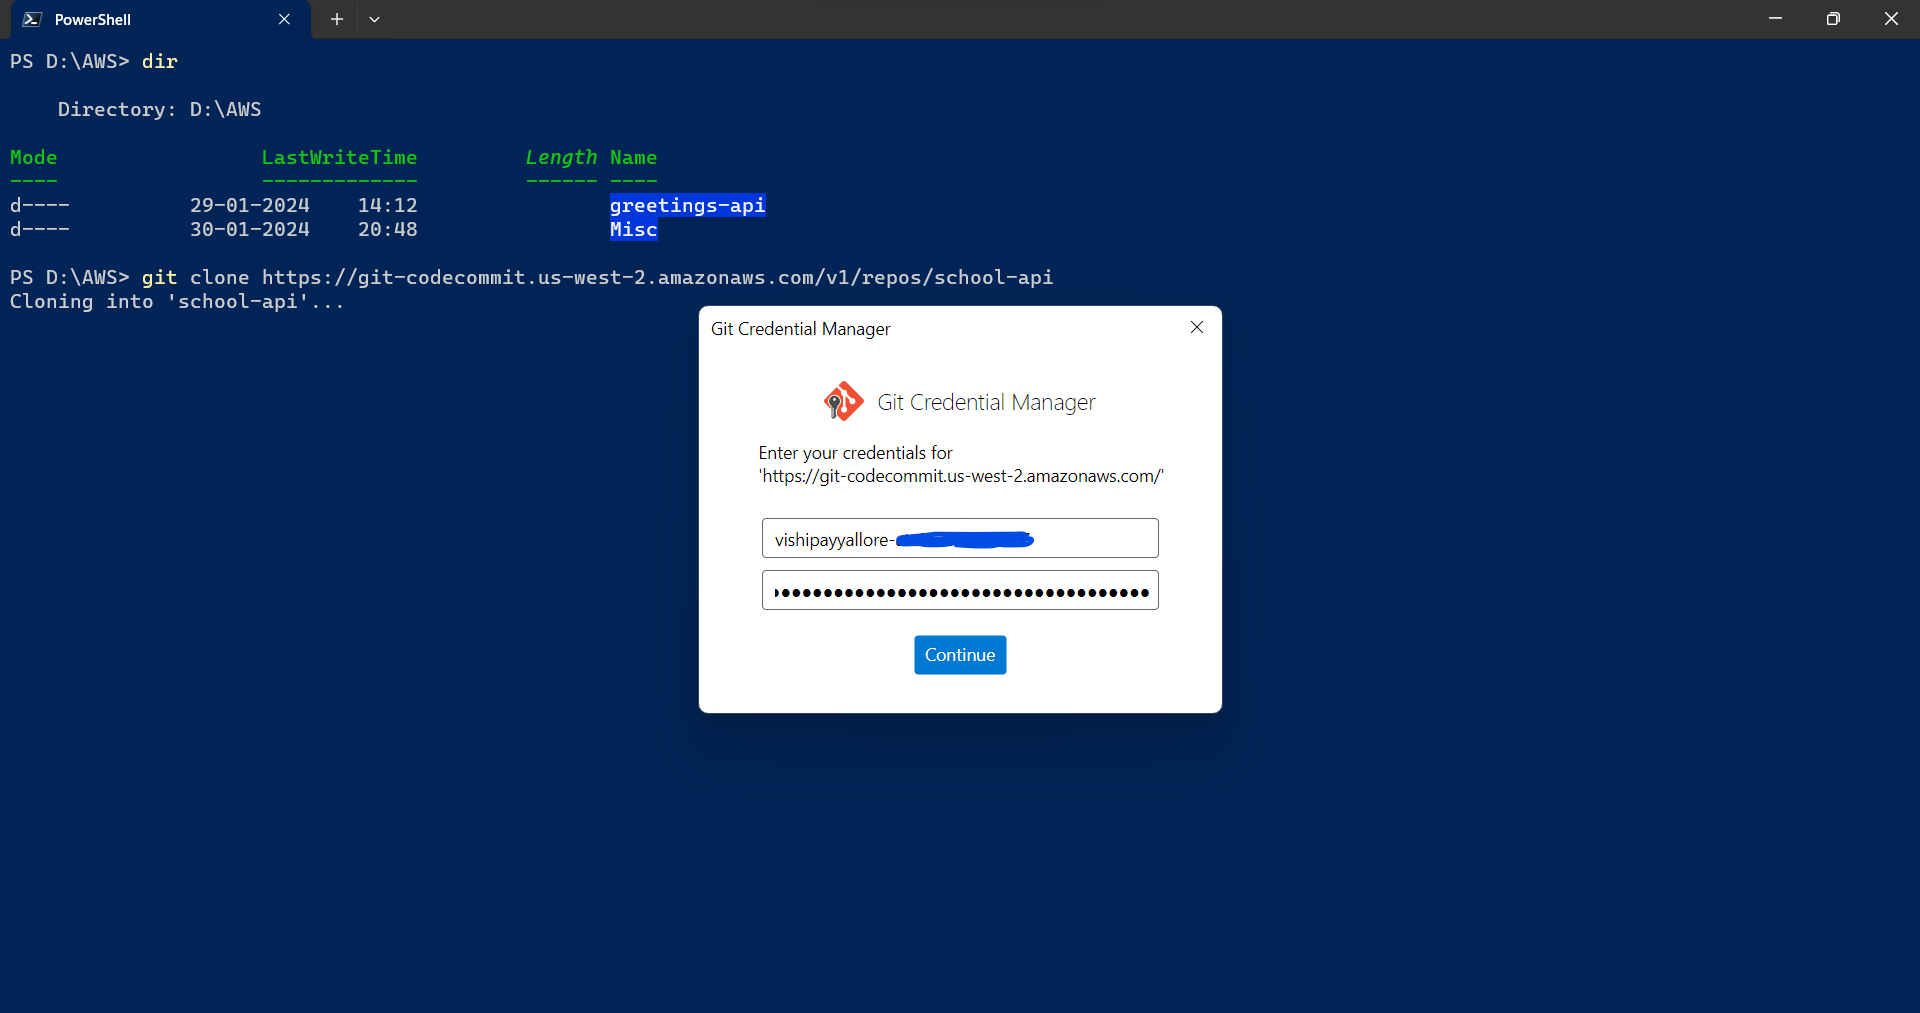 PowerShell
PS D:\AWS> dir
Directory: D:\AWS
Mode LastWriteTime Length Name
---- ------------- ------ ----
d---- 29-01-2024 14:12 greetings-api
d---- 30-01-2024 20:48 Misc
PS D:\AWS> git clone https://git-codecommit.us-west-2.amazonaws.com/v1/repos/school-api
Cloning into 'school-api'...
Git Credential Manager
Git Credential Manager
Enter your credentials for
'https://git-codecommit.us-west-2.amazonaws.com/'
vishipayyallore-
Continue